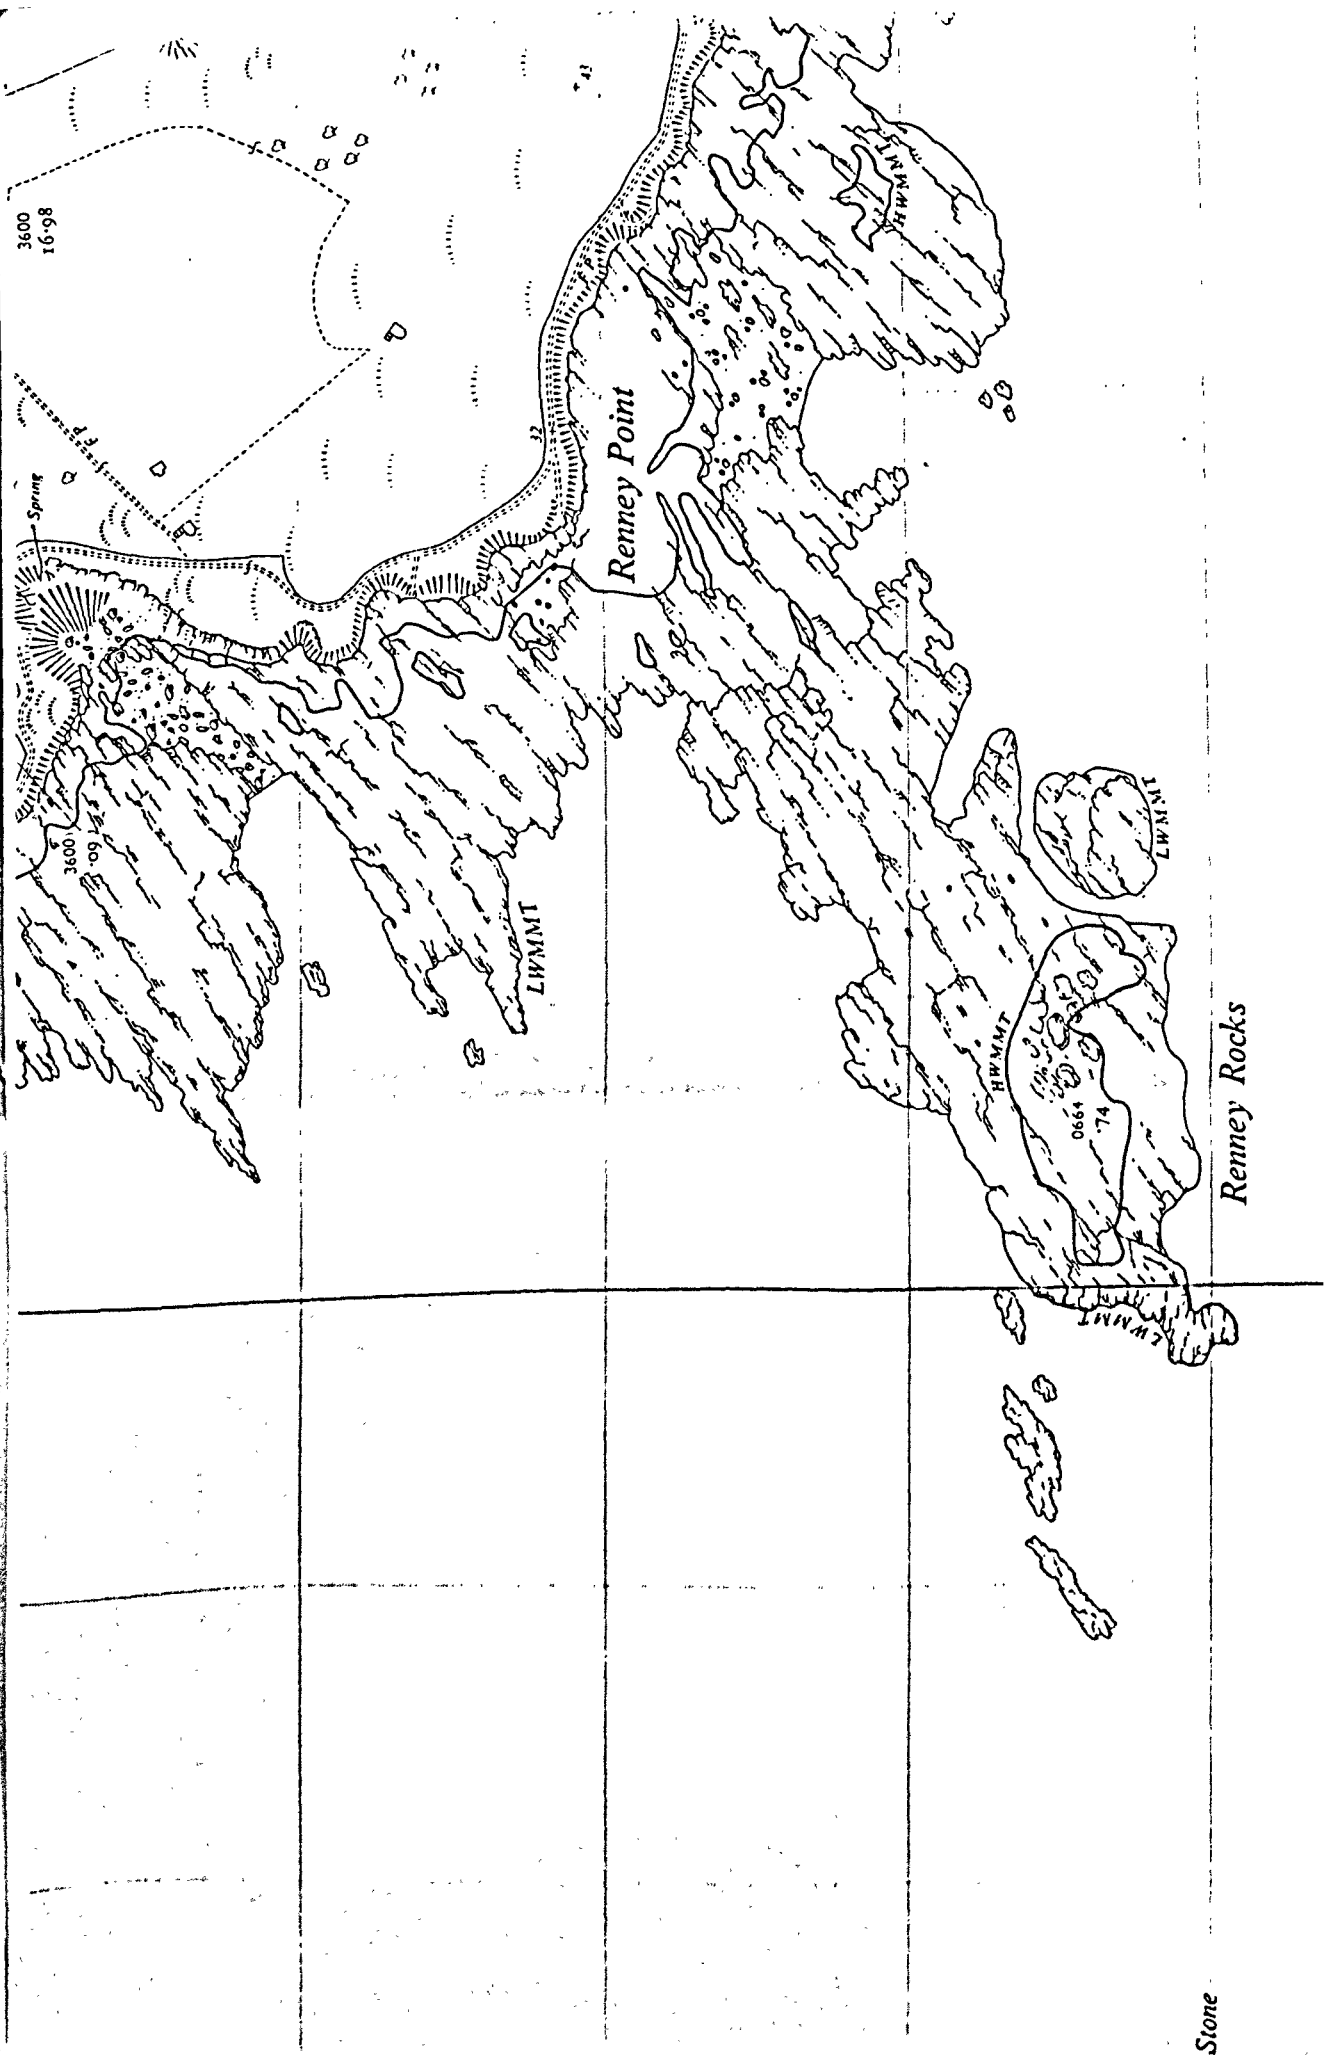 3600
16·98
+ 43
Spring
F P
32
F P
HWMMT
Renney Point
3600
·09
LWMMT
LWMMT
HWMMT
0664
·74
Renney Rocks
LWMMT
Stone